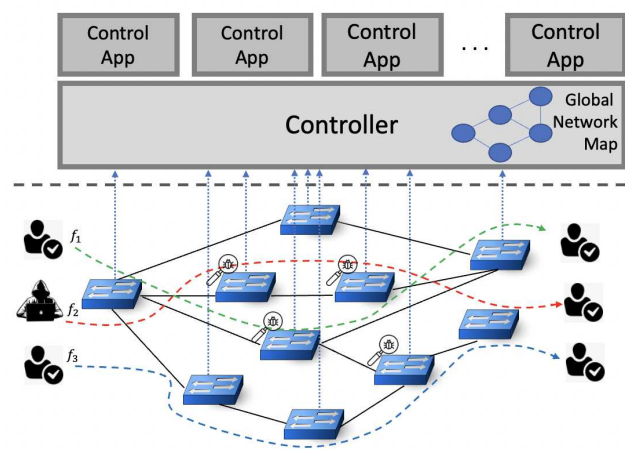 Control
App
Control
App
Control
App
. . .
Control
App
Controller
Global
Network
Map
f1
f2
f3